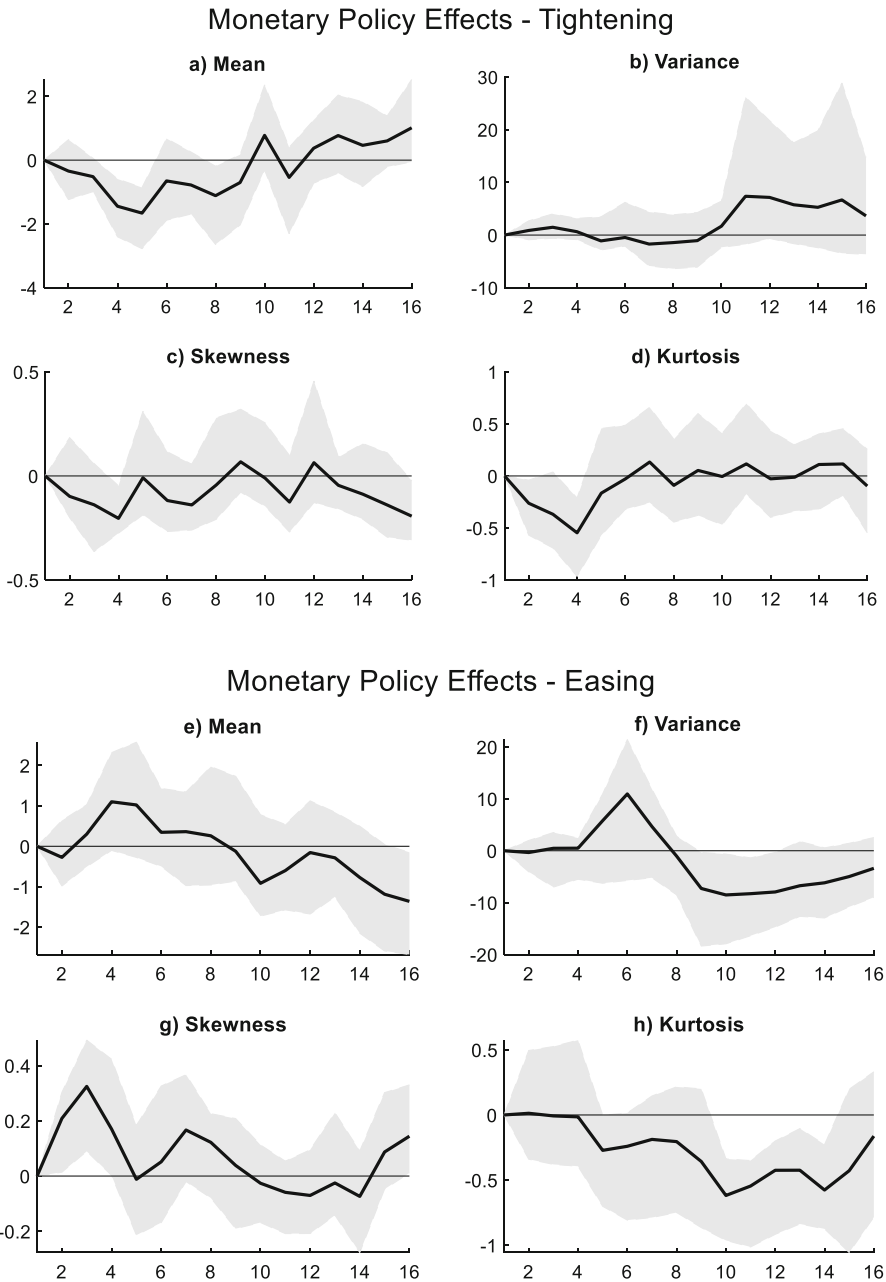 Monetary Policy Effects - Tightening
a) Mean
b) Variance
2
0
-2
-4
2 4 6 8 10 12 14 16
30
20
10
0
-10
2 4 6 8 10 12 14 16
c) Skewness
d) Kurtosis
0.5
0
-0.5
2 4 6 8 10 12 14 16
1
0.5
0
-0.5
-1
2 4 6 8 10 12 14 16
Monetary Policy Effects - Easing
e) Mean
f) Variance
2
1
0
-1
-2
2 4 6 8 10 12 14 16
20
10
0
-10
-20
2 4 6 8 10 12 14 16
g) Skewness
h) Kurtosis
0.4
0.2
0
-0.2
2 4 6 8 10 12 14 16
0.5
0
-0.5
-1
2 4 6 8 10 12 14 16